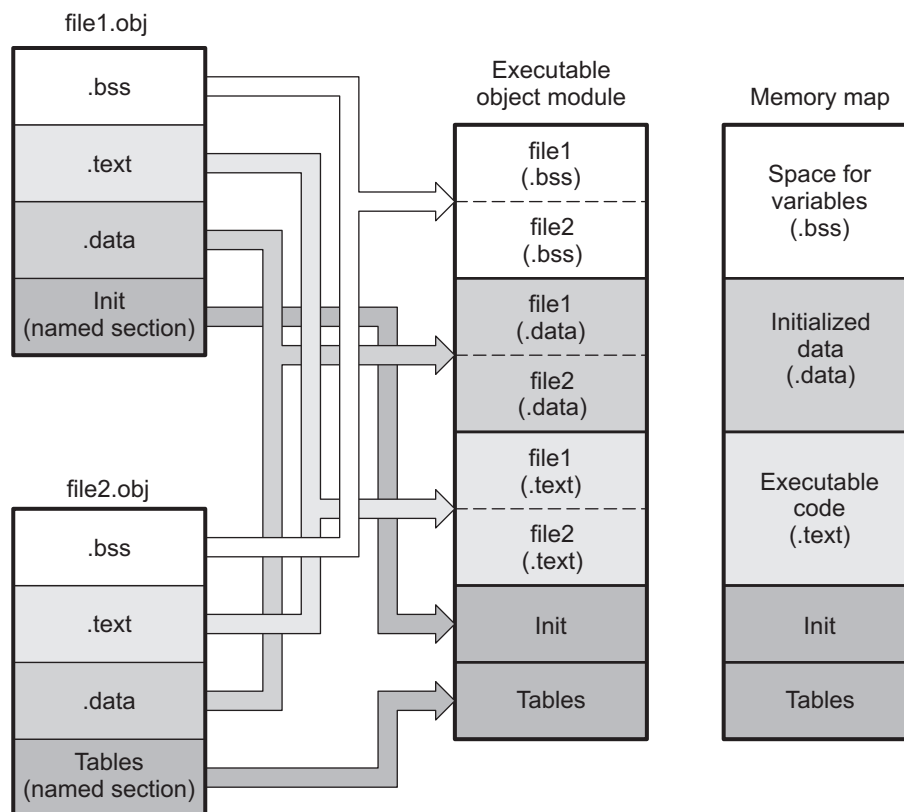 file1.obj
.bss
.text
.data
Init
(named section)
file2.obj
.bss
.text
.data
Tables
(named section)
Executable
object module
file1
(.bss)
file2
(.bss)
file1
(.data)
file2
(.data)
file1
(.text)
file2
(.text)
Init
Tables
Memory map
Space for
variables
(.bss)
Initialized
data
(.data)
Executable
code
(.text)
Init
Tables